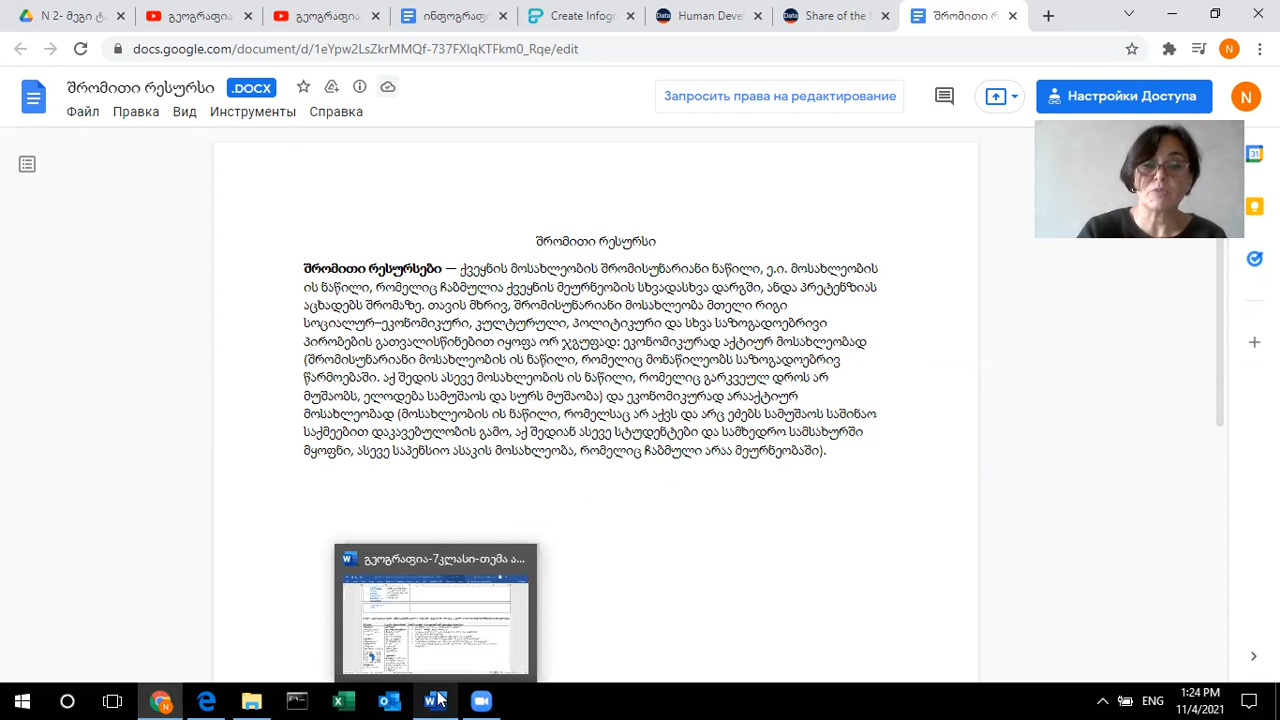 N 2- მეგტა
გეოგრაფი
გეოგრაფი
ინფოგრაფ
Create Infogr
Human Deve
Share of the
შრომითი რ
docs.google.com/document/d/1eYpw2LsZkrMMQf-737FXIqKTFkm0_Rqe/edit
N
შრომითი რესურსი
.DOCX
Файл
Правка
Вид
Инструменты
Справка
Запросить права на редактирование
Настройки Доступа
N
შრომითი რესურსი
შრომითი რესურსები — ქვეყნის მოსახლეობის შრომისუნარიანი ნაწილი, ე.ი. მოსახლეობის
ის ნაწილი, რომელიც ჩაბმულია ქვეყნის მეურნეობის სხვადასხვა დარგში, ანდა პრეტენზიას
აცხადებს შრომაზე. თავის მხრივ, შრომისუნარიანი მოსახლეობა მთელი რიგი
სოციალურ–ეკონომიკური, კულტურული, პოლიტიკური და სხვა საზოგადოებრივი
პირობების გათვალისწინებით იყოფა ორ ჯგუფად: ეკონომიკურად აქტიურ მოსახლეობად
(შრომისუნარიანი მოსახლეობის ის ნაწილი, რომელიც მონაწილეობს საზოგადოებრივ
წარმოებაში. აქ შედის ასევე მოსახლეობის ის ნაწილი, რომელიც გარკვეულ დროს არ
მუშაობს, ელოდება სამუშაოს და სურს მუშაობა) და ეკონომიკურად არააქტიურ
მოსახლეობად (მოსახლეობის ის ნაწილი, რომელსაც არ აქვს და არც ეძებს სამუშაოს საშინაო
საქმეებით დაკავებულობის გამო, აქ შედიან ასევე სტუდენტები და სამხედრო სამსახურში
მყოფნი, ასევე საპენსიო ასაკის მოსახლეობა, რომელიც ჩაბმული არაა მეურნეობაში).
გეოგრაფია-7კლასი-თემა ა...
ENG
1:24 PM
11/4/2021